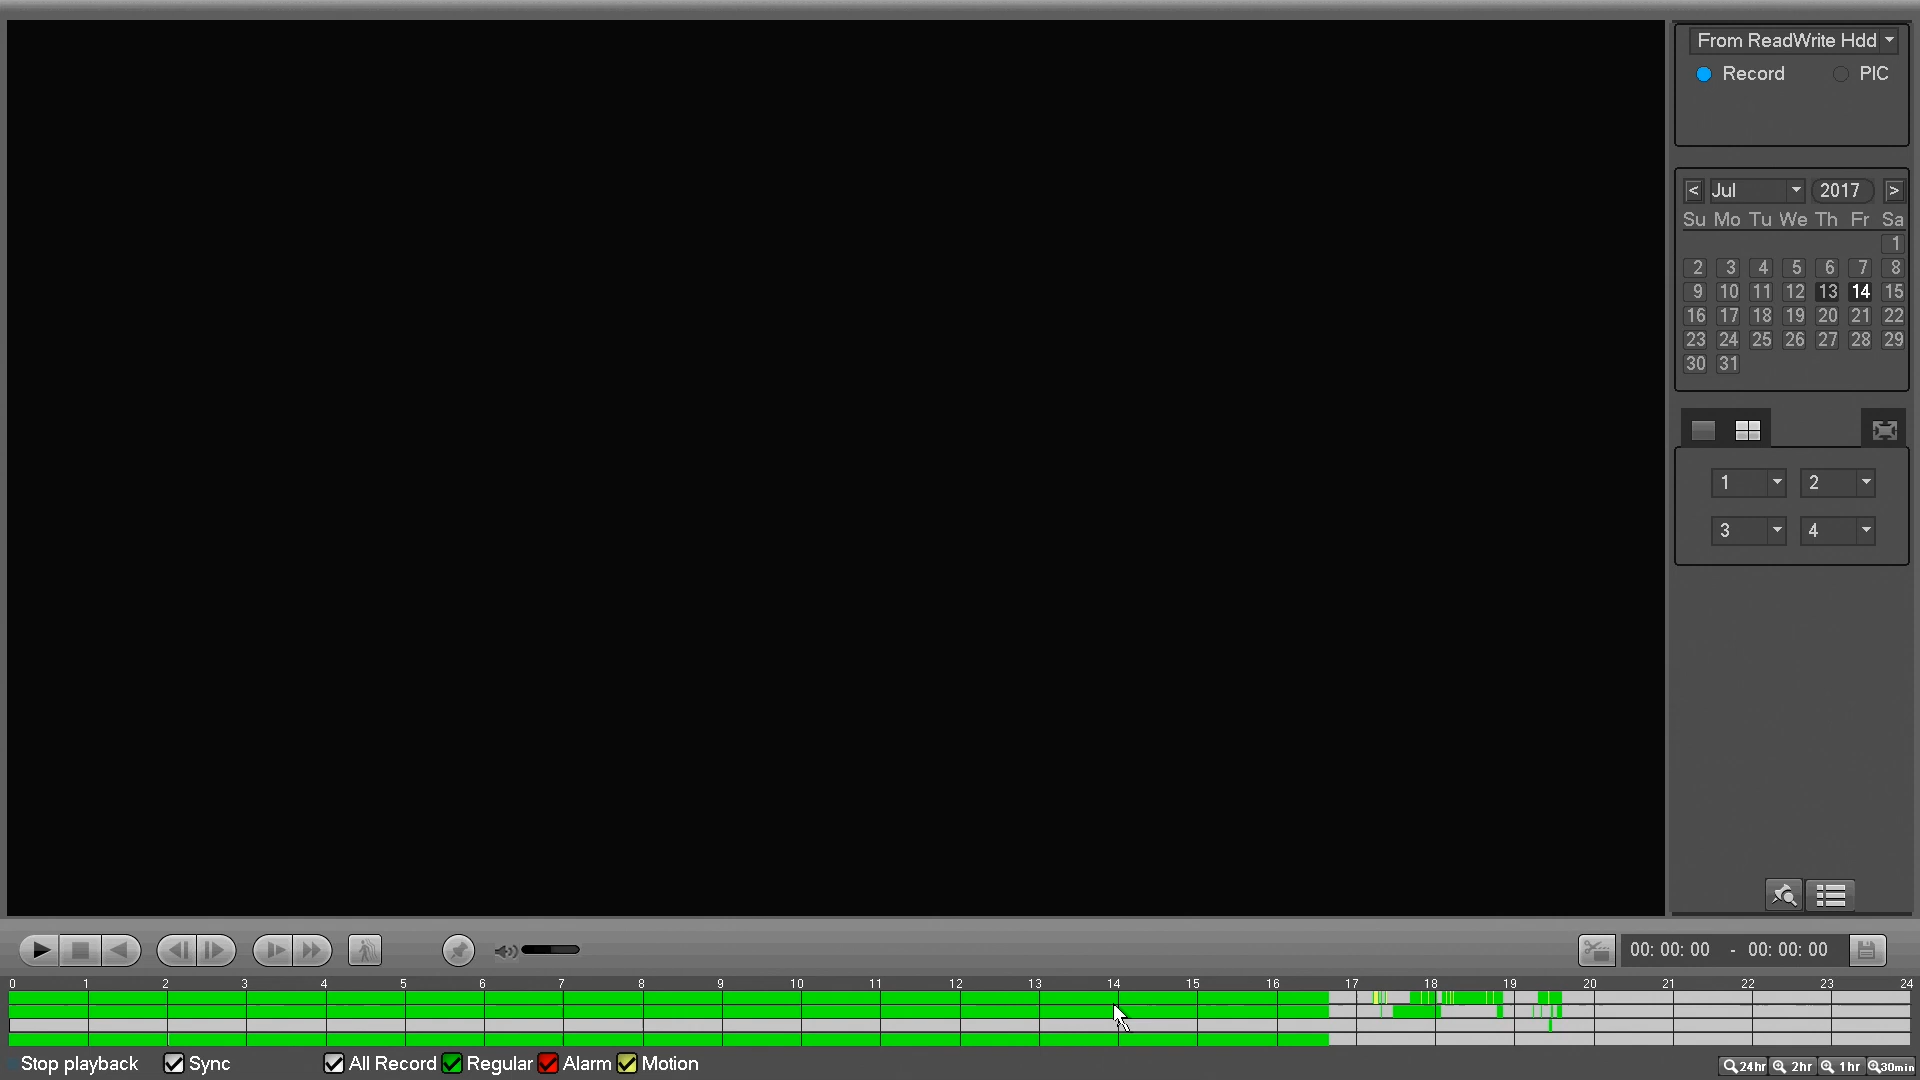 From ReadWrite Hdd
Record PIC
< Jul 2017 >
Su Mo Tu We Th Fr Sa
1
2 3 4 5 6 7 8
9 10 11 12 13 14 15
16 17 18 19 20 21 22
23 24 25 26 27 28 29
30 31
1 2
3 4
00: 00: 00 - 00: 00: 00
0 1 2 3 4 5 6 7 8 9 10 11 12 13 14 15 16 17 18 19 20 21 22 23 24
Stop playback Sync All Record Regular Alarm Motion 24hr 2hr 1hr 30min